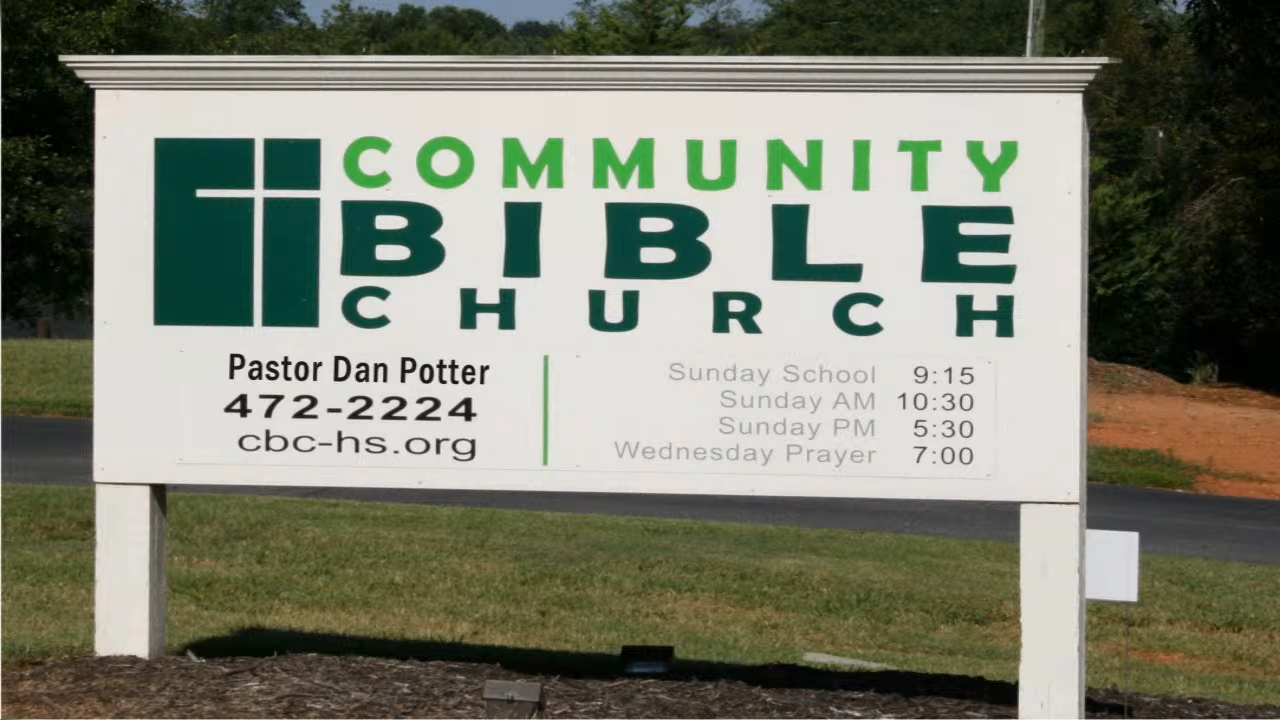 COMMUNITY
BIBLE
CHURCH
Pastor Dan Potter
472-2224
cbc-hs.org
Sunday School 9:15
Sunday AM 10:30
Sunday PM 5:30
Wednesday Prayer 7:00